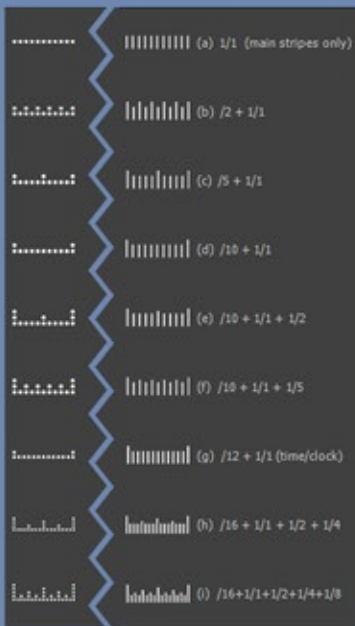 (a) 1/1 (main stripes only)
(b) /2 + 1/1
(c) /5 + 1/1
(d) /10 + 1/1
(e) /10 + 1/1 + 1/2
(f) /10 + 1/1 + 1/5
(g) /12 + 1/1 (time/clock)
(h) /16 + 1/1 + 1/2 + 1/4
(i) /16+1/1+1/2+1/4+1/8